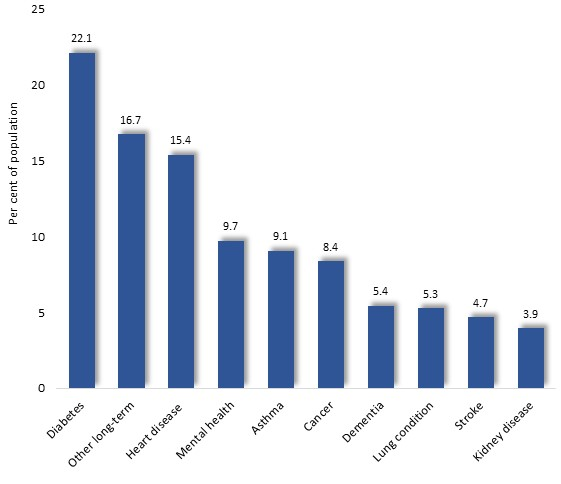 25
22.1
20
16.7
15.4
15
Per cent of population
9.7
10
9.1
8.4
5.4
5.3
5
4.7
3.9
0
Diabetes
Other long-term
Heart disease
Mental health
Asthma
Cancer
Dementia
Lung condition
Stroke
Kidney disease